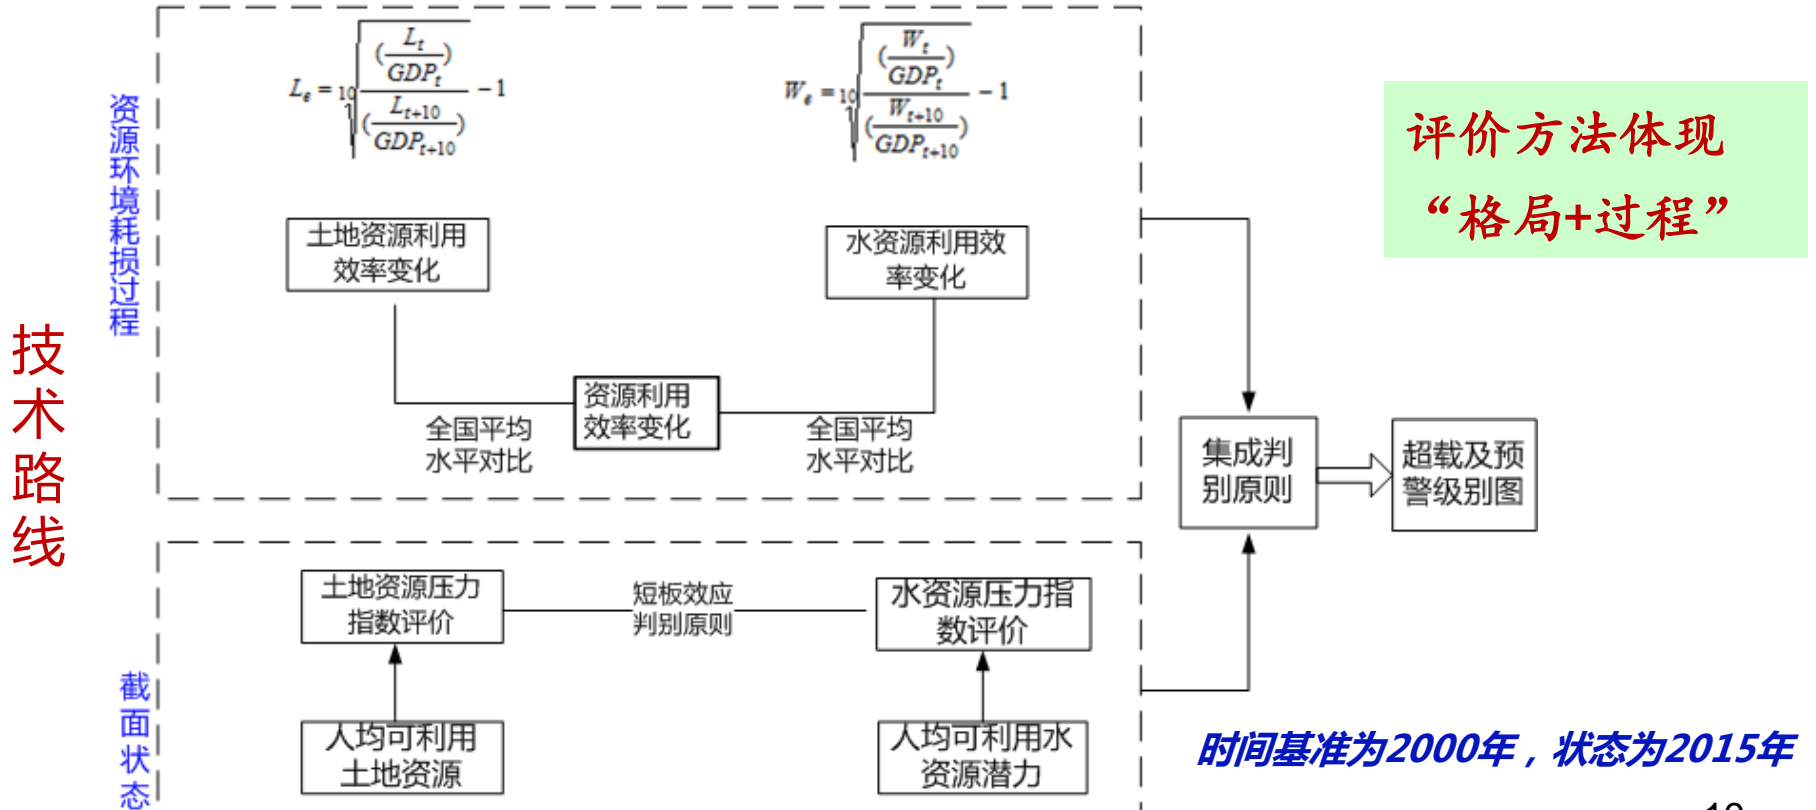 技术路线
资源环境耗损过程
L_e = \sqrt[10]{\frac{(\frac{L_t}{GDP_t})}{(\frac{L_{t+10}}{GDP_{t+10}})}} - 1
W_e = \sqrt[10]{\frac{(\frac{W_t}{GDP_t})}{(\frac{W_{t+10}}{GDP_{t+10}})}} - 1
土地资源利用
效率变化
水资源利用效
率变化
资源利用
效率变化
全国平均
水平对比
全国平均
水平对比
评价方法体现
“格局+过程”
集成判
别原则
超载及预
警级别图
截面状态
土地资源压力
指数评价
短板效应
判别原则
水资源压力指
数评价
人均可利用
土地资源
人均可利用水
资源潜力
时间基准为2000年，状态为2015年